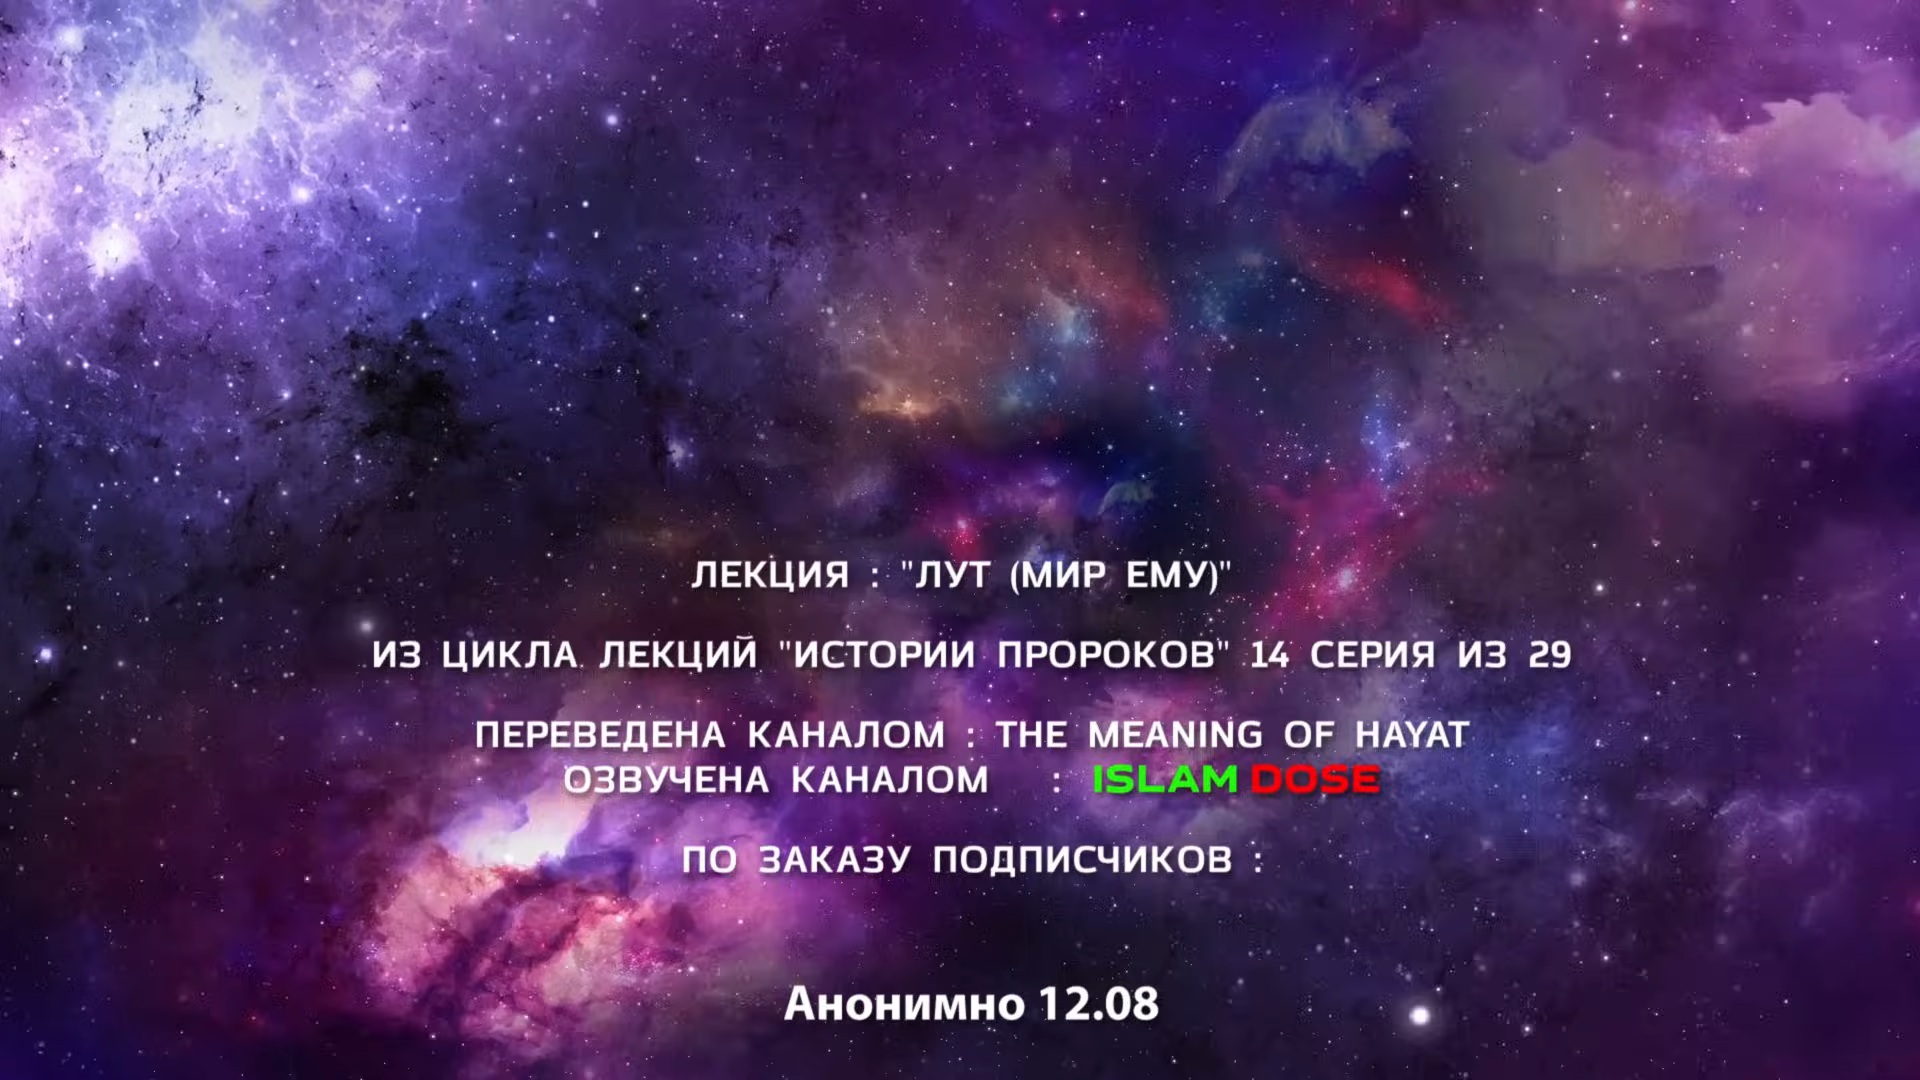 ЛЕКЦИЯ : "ЛУТ (МИР ЕМУ)"
ИЗ ЦИКЛА ЛЕКЦИЙ "ИСТОРИИ ПРОРОКОВ" 14 СЕРИЯ ИЗ 29
ПЕРЕВЕДЕНА КАНАЛОМ : THE MEANING OF HAYAT
ОЗВУЧЕНА КАНАЛОМ : ISLAM DOSE
ПО ЗАКАЗУ ПОДПИСЧИКОВ :
Анонимно 12.08